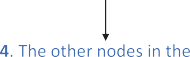 4. The other nodes in the